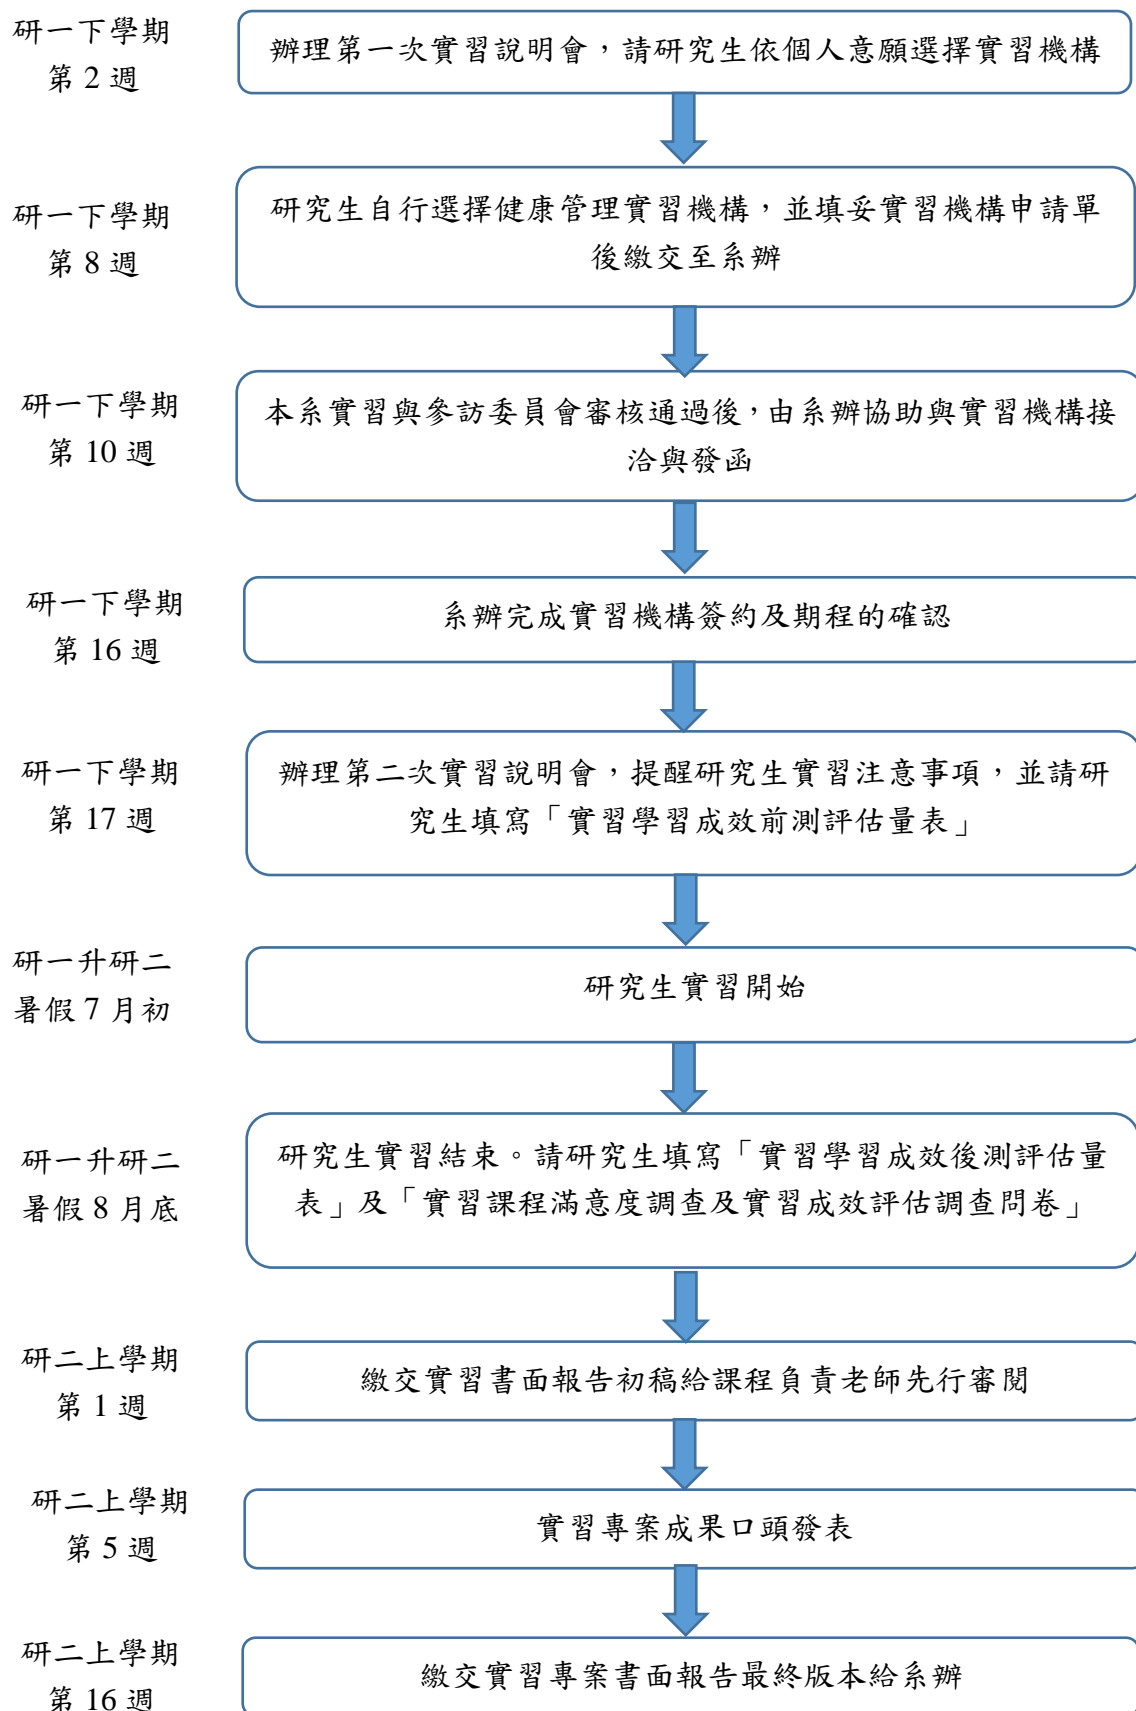 研一下學期
第 2 週
辦理第一次實習說明會，請研究生依個人意願選擇實習機構
研一下學期
第 8 週
研究生自行選擇健康管理實習機構，並填妥實習機構申請單
後繳交至系辦
研一下學期
第 10 週
本系實習與參訪委員會審核通過後，由系辦協助與實習機構接
洽與發函
研一下學期
第 16 週
系辦完成實習機構簽約及期程的確認
研一下學期
第 17 週
辦理第二次實習說明會，提醒研究生實習注意事項，並請研
究生填寫「實習學習成效前測評估量表」
研一升研二
暑假 7 月初
研究生實習開始
研一升研二
暑假 8 月底
研究生實習結束。請研究生填寫「實習學習成效後測評估量
表」及「實習課程滿意度調查及實習成效評估調查問卷」
研二上學期
第 1 週
繳交實習書面報告初稿給課程負責老師先行審閱
研二上學期
第 5 週
實習專案成果口頭發表
研二上學期
第 16 週
繳交實習專案書面報告最終版本給系辦